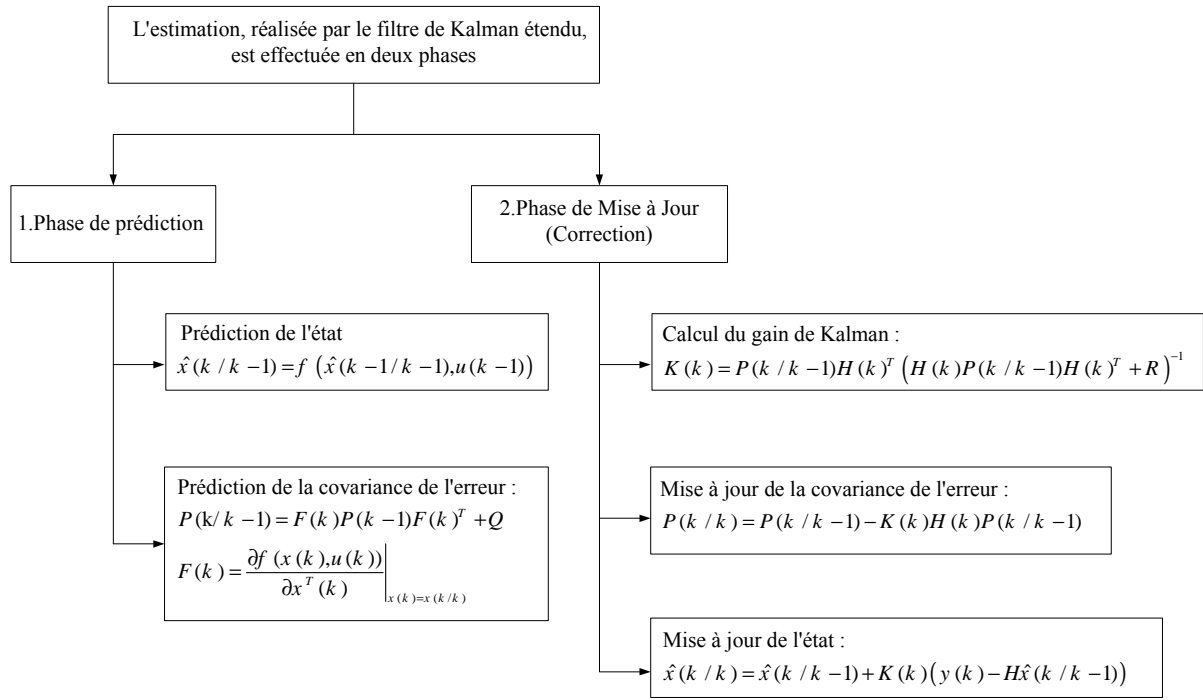 L'estimation, réalisée par le filtre de Kalman étendu,
est effectuée en deux phases
1.Phase de prédiction
2.Phase de Mise à Jour
(Correction)
Prédiction de l'état
x̂(k / k −1) = f (x̂(k −1/ k −1),u(k −1))
Prédiction de la covariance de l'erreur :
P(k/ k −1) = F(k)P(k −1)F(k)^T +Q
F(k) = ∂f (x(k),u(k)) / ∂x^T(k) |_{x(k)=x(k/k)}
Calcul du gain de Kalman :
K(k) = P(k / k −1)H(k)^T (H(k)P(k / k −1)H(k)^T + R)^{−1}
Mise à jour de la covariance de l'erreur :
P(k / k) = P(k / k −1) − K(k)H(k)P(k / k −1)
Mise à jour de l'état :
x̂(k / k) = x̂(k / k −1) + K(k)(y(k) − Hx̂(k / k −1))